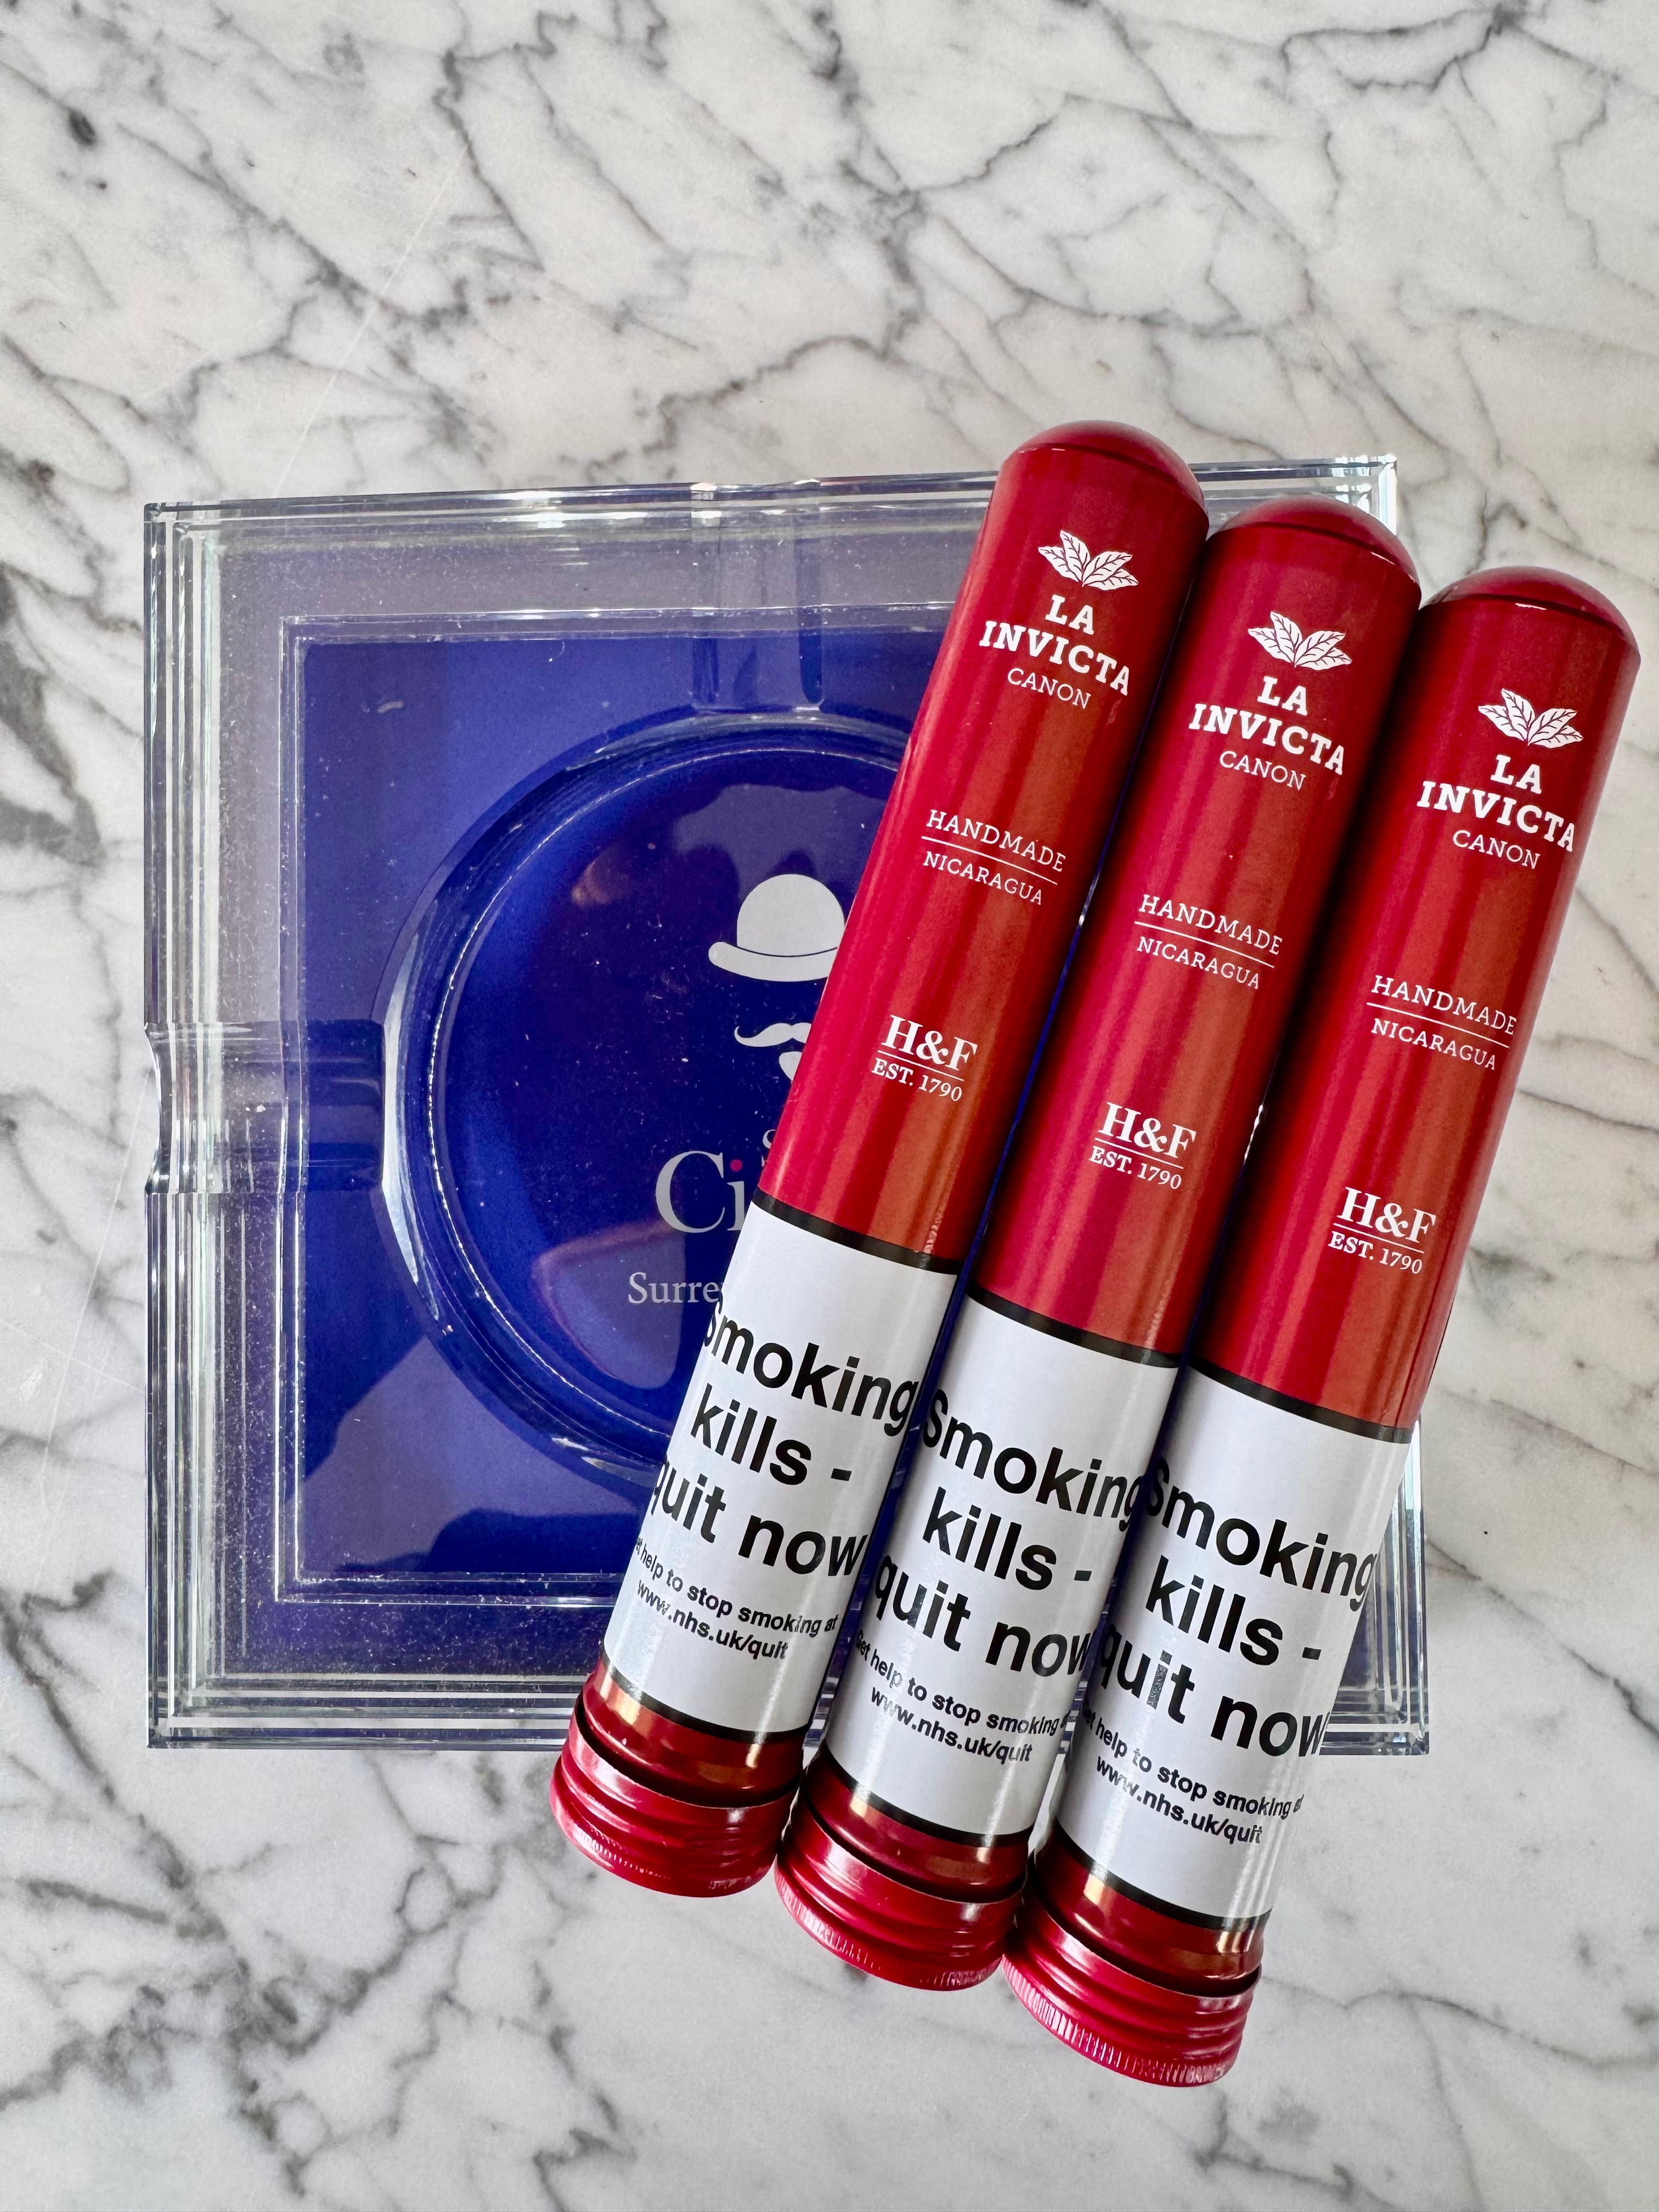 LA
INVICTA
CANON
HANDMADE
NICARAGUA
H&F
EST. 1790
Smoking
kills -
quit now
Get help to stop smoking at
www.nhs.uk/quit
LA
INVICTA
CANON
HANDMADE
NICARAGUA
H&F
EST. 1790
Smoking
kills -
quit now
Get help to stop smoking
www.nhs.uk/quit
LA
INVICTA
CANON
HANDMADE
NICARAGUA
H&F
EST. 1790
Smoking
kills -
quit now
Get help to stop smoking at
www.nhs.uk/quit